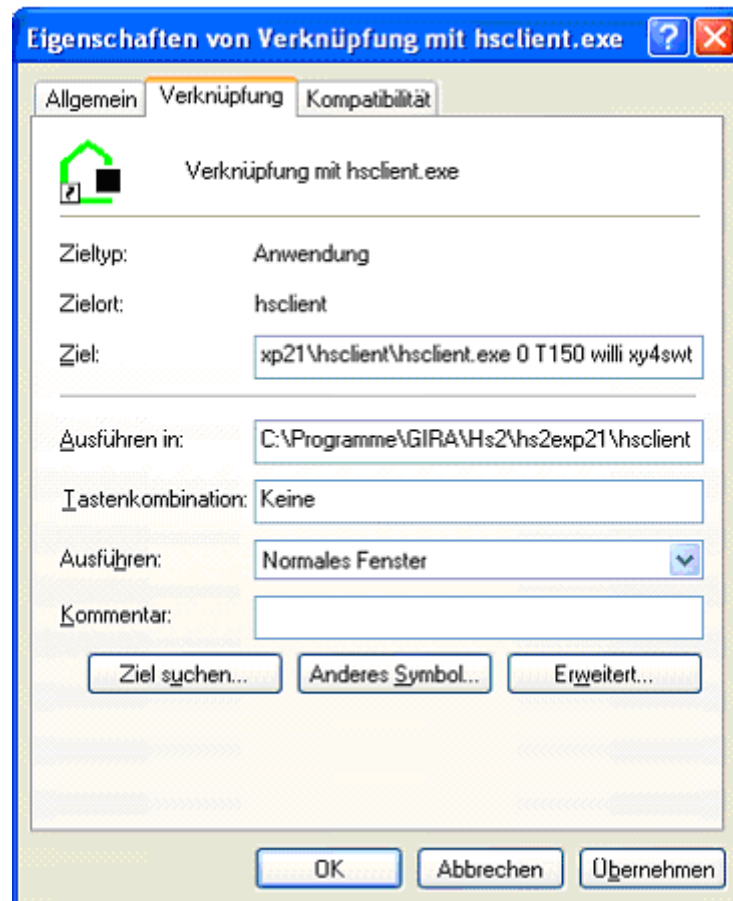 Eigenschaften von Verknüpfung mit hsclient.exe
Allgemein Verknüpfung Kompatibilität
Verknüpfung mit hsclient.exe
Zieltyp: Anwendung
Zielort: hsclient
Ziel: xp21\hsclient\hsclient.exe 0 T150 willi xy4swt
Ausführen in: C:\Programme\GIRA\Hs2\hs2exp21\hsclient
Tastenkombination: Keine
Ausführen: Normales Fenster
Kommentar:
Ziel suchen... Anderes Symbol... Erweitert...
OK Abbrechen Übernehmen